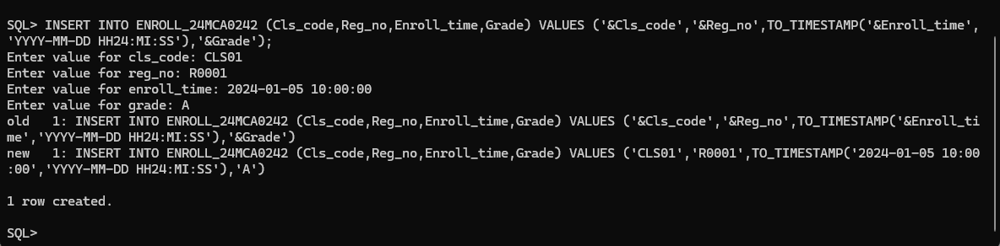 SQL> INSERT INTO ENROLL_24MCA0242 (Cls_code,Reg_no,Enroll_time,Grade) VALUES ('&Cls_code','&Reg_no',TO_TIMESTAMP('&Enroll_time',
'YYYY-MM-DD HH24:MI:SS'),'&Grade');
Enter value for cls_code: CLS01
Enter value for reg_no: R0001
Enter value for enroll_time: 2024-01-05 10:00:00
Enter value for grade: A
old   1: INSERT INTO ENROLL_24MCA0242 (Cls_code,Reg_no,Enroll_time,Grade) VALUES ('&Cls_code','&Reg_no',TO_TIMESTAMP('&Enroll_ti
me','YYYY-MM-DD HH24:MI:SS'),'&Grade')
new   1: INSERT INTO ENROLL_24MCA0242 (Cls_code,Reg_no,Enroll_time,Grade) VALUES ('CLS01','R0001',TO_TIMESTAMP('2024-01-05 10:00
:00','YYYY-MM-DD HH24:MI:SS'),'A')
1 row created.
SQL>